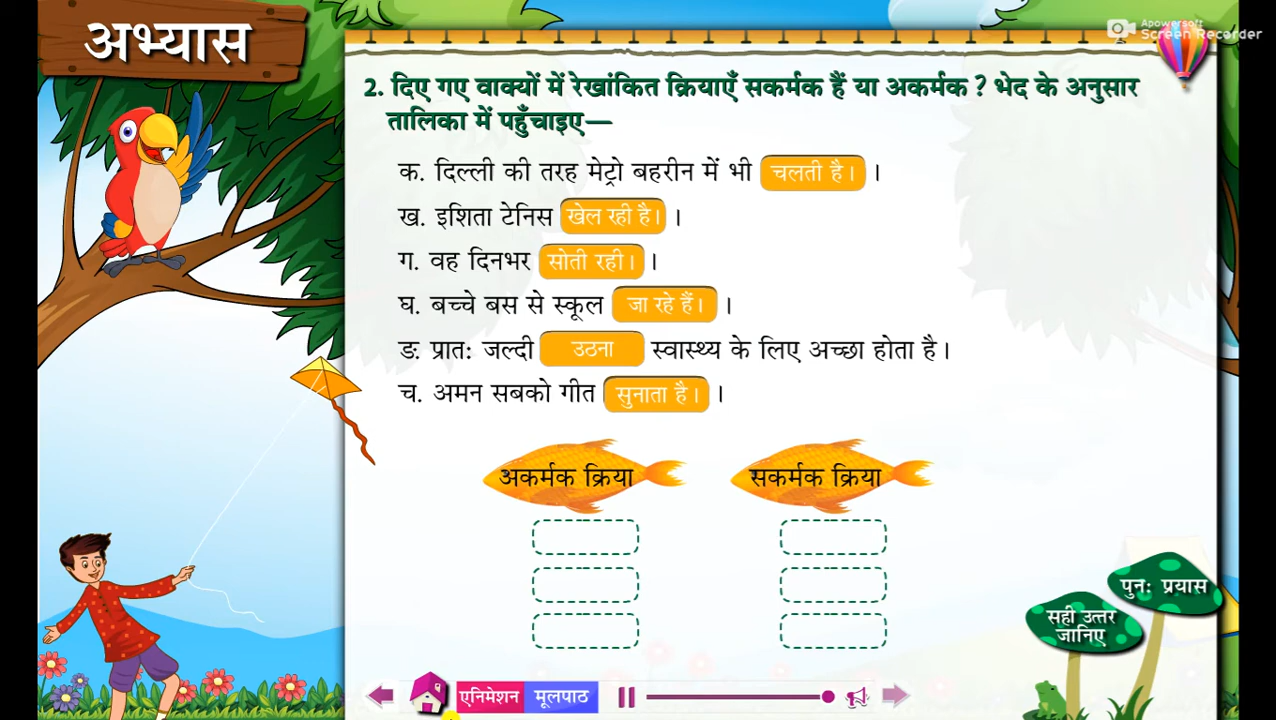 अभ्यास
Apowersoft
Screen Recorder
2. दिए गए वाक्यों में रेखांकित क्रियाएँ सकर्मक हैं या अकर्मक ? भेद के अनुसार
तालिका में पहुँचाइए—
क. दिल्ली की तरह मेट्रो बहरीन में भी चलती है। ।
ख. इशिता टेनिस खेल रही है। ।
ग. वह दिनभर सोती रही। ।
घ. बच्चे बस से स्कूल जा रहे हैं। ।
ङ. प्रातः जल्दी उठना स्वास्थ्य के लिए अच्छा होता है।
च. अमन सबको गीत सुनाता है। ।
अकर्मक क्रिया सकर्मक क्रिया
पुनः प्रयास
सही उत्तर
जानिए
एनिमेशन मूलपाठ